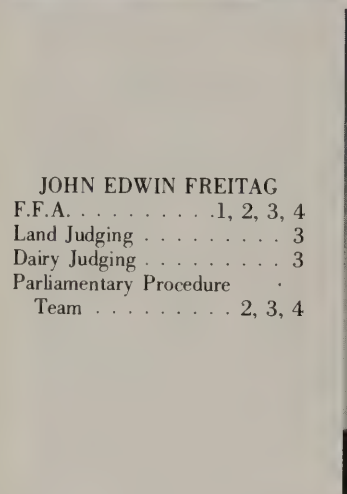 JOHN EDWIN FREITAG
F.F.A. . . . . . . . . . .1, 2, 3, 4
Land Judging . . . . . . . . . 3
Dairy Judging . . . . . . . . . 3
Parliamentary Procedure
Team . . . . . . . . . 2, 3, 4